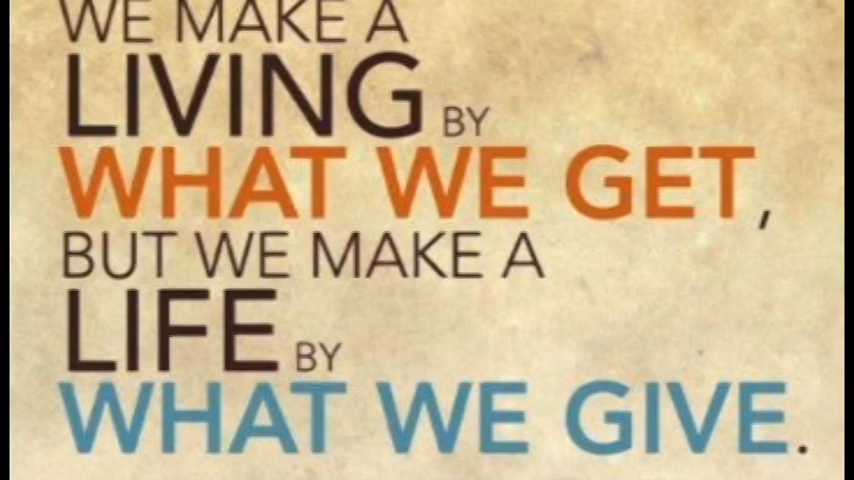 WE MAKE A
LIVING BY
WHAT WE GET,
BUT WE MAKE A
LIFE BY
WHAT WE GIVE.